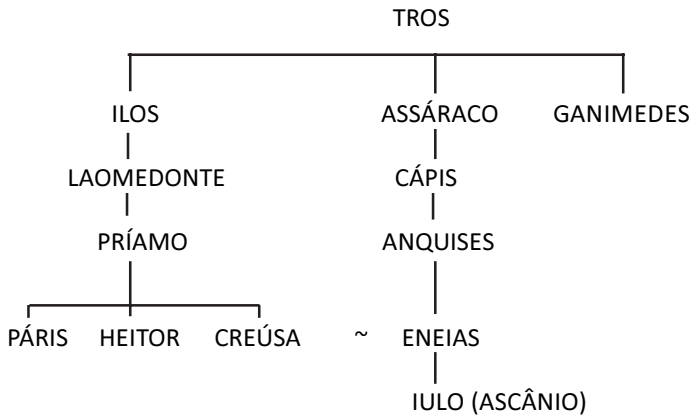 TROS
ILOS ASSÁRACO GANIMEDES
LAOMEDONTE CÁPIS
PRÍAMO ANQUISES
PÁRIS HEITOR CREÚSA ~ ENEIAS
IULO (ASCÂNIO)